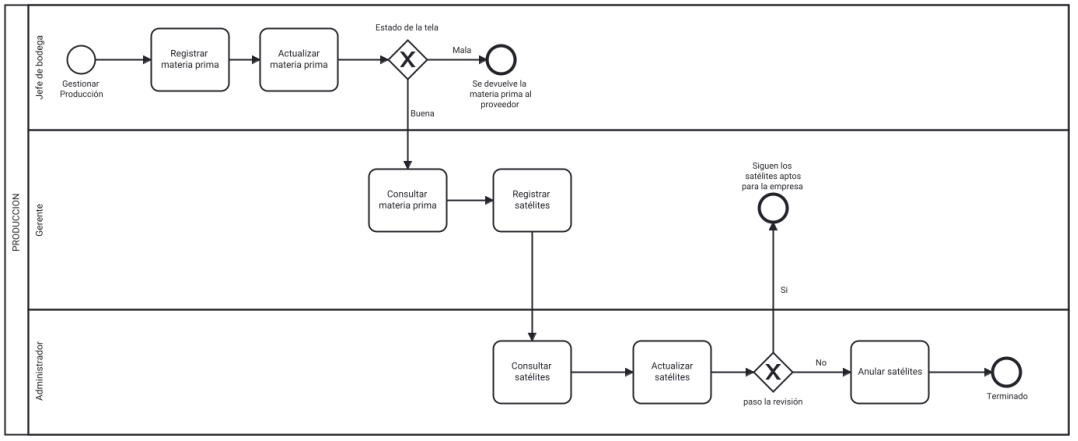 PRODUCCION
Jefe de bodega
Gestionar
Producción
Registrar
materia prima
Actualizar
materia prima
Estado de la tela
Mala
Se devuelve la
materia prima al
proveedor
Buena
Gerente
Consultar
materia prima
Registrar
satélites
Siguen los
satélites aptos
para la empresa
Si
Administrador
Consultar
satélites
Actualizar
satélites
paso la revisión
No
Anular satélites
Terminado